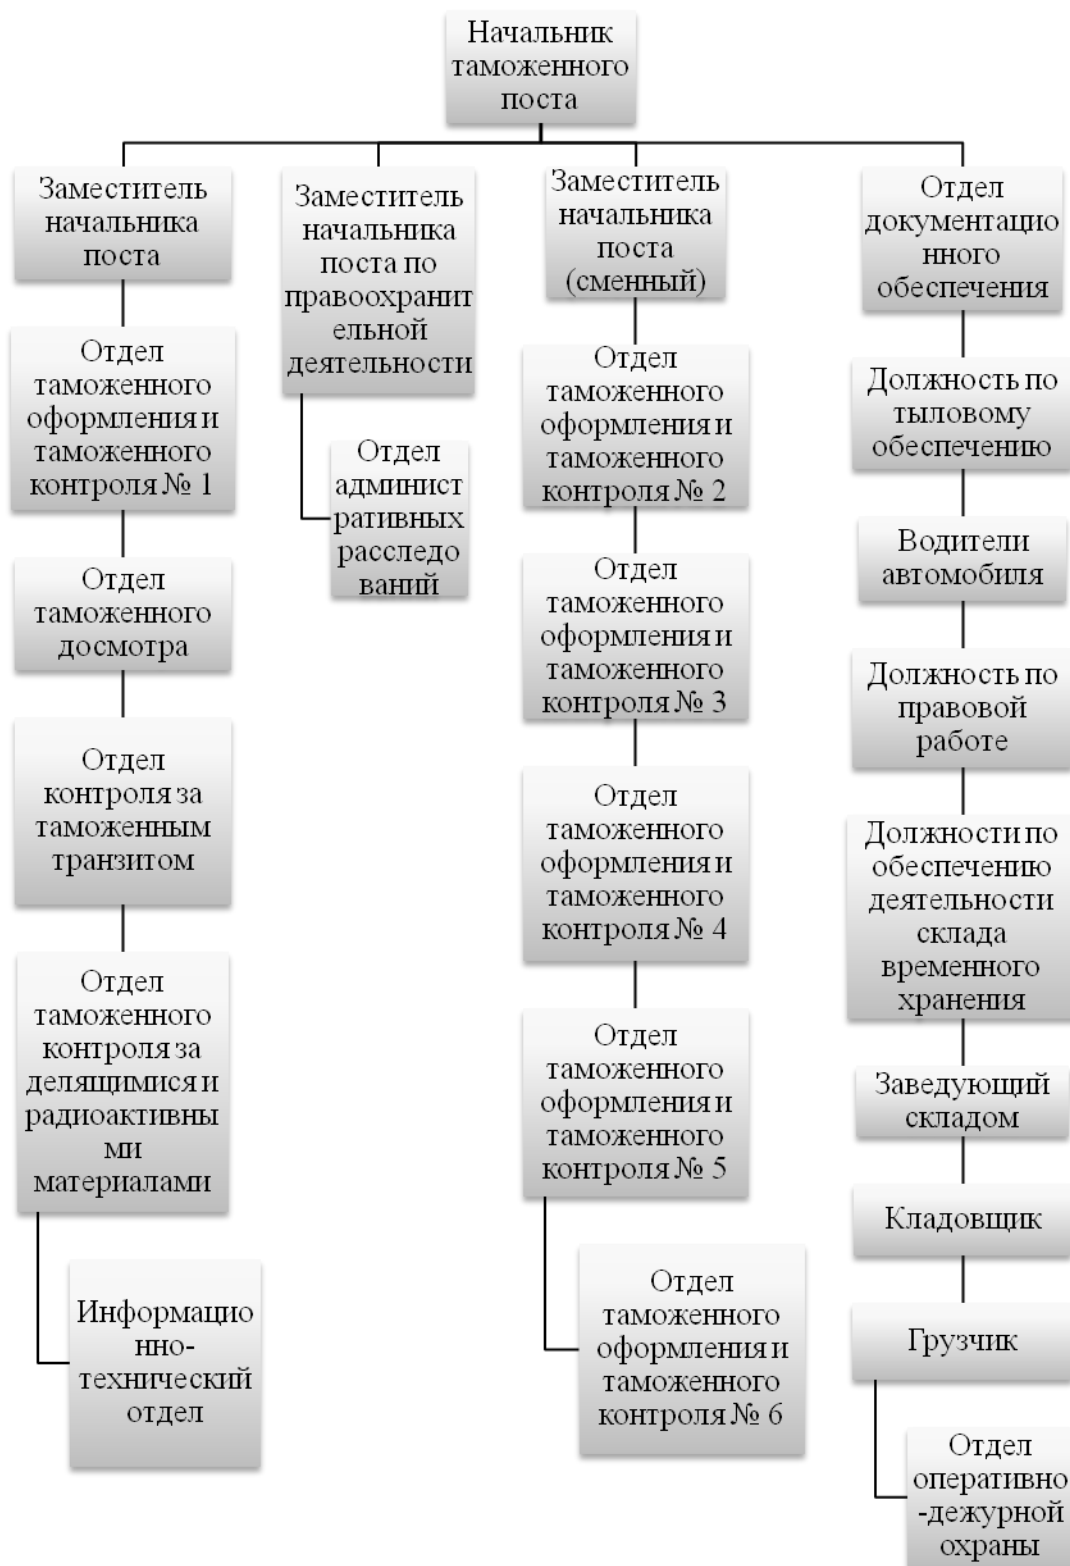 Начальник
таможенного
поста
Заместитель
начальника
поста
Отдел
таможенного
оформления и
таможенного
контроля № 1
Отдел
таможенного
досмотра
Отдел
контроля за
таможенным
транзитом
Отдел
таможенного
контроля за
делящимися и
радиоактивны
ми
материалами
Информацио
нно-
технический
отдел
Заместитель
начальника
поста по
правоохранит
ельной
деятельности
Отдел
админист
ративных
расследо
ваний
Заместитель
начальника
поста
(сменный)
Отдел
таможенного
оформления и
таможенного
контроля № 2
Отдел
таможенного
оформления и
таможенного
контроля № 3
Отдел
таможенного
оформления и
таможенного
контроля № 4
Отдел
таможенного
оформления и
таможенного
контроля № 5
Отдел
таможенного
оформления и
таможенного
контроля № 6
Отдел
документацио
нного
обеспечения
Должность по
тыловому
обеспечению
Водители
автомобиля
Должность по
правовой
работе
Должности по
обеспечению
деятельности
склада
временного
хранения
Заведующий
складом
Кладовщик
Грузчик
Отдел
оперативно
-дежурной
охраны